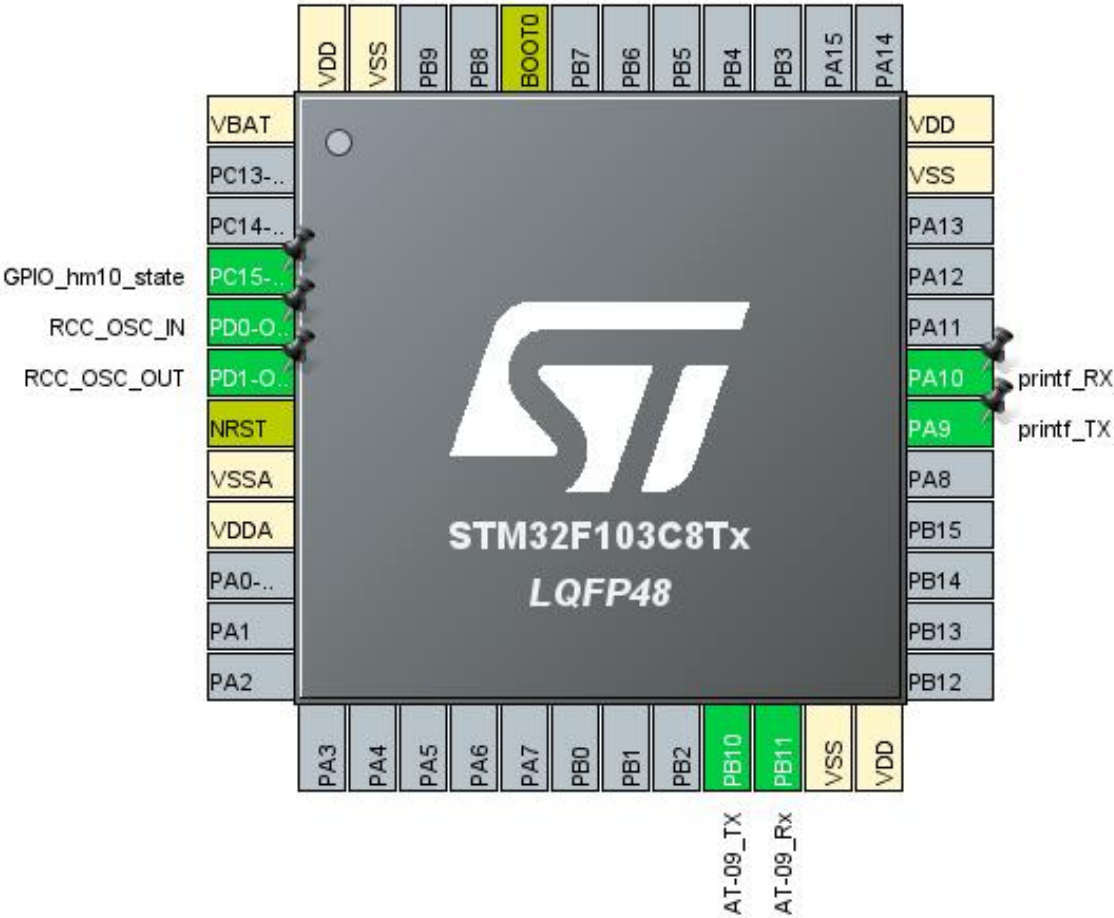 VDD
VSS
PB9
PB8
BOOT0
PB7
PB6
PB5
PB4
PB3
PA15
PA14
VBAT
PC13-..
PC14-..
GPIO_hm10_state PC15-..
RCC_OSC_IN PD0-O..
RCC_OSC_OUT PD1-O..
NRST
VSSA
VDDA
PA0-..
PA1
PA2
STM32F103C8Tx
LQFP48
VDD
VSS
PA13
PA12
PA11
PA10 printf_RX
PA9 printf_TX
PA8
PB15
PB14
PB13
PB12
PA3
PA4
PA5
PA6
PA7
PB0
PB1
PB2
PB10
PB11
VSS
VDD
AT-09_TX
AT-09_Rx